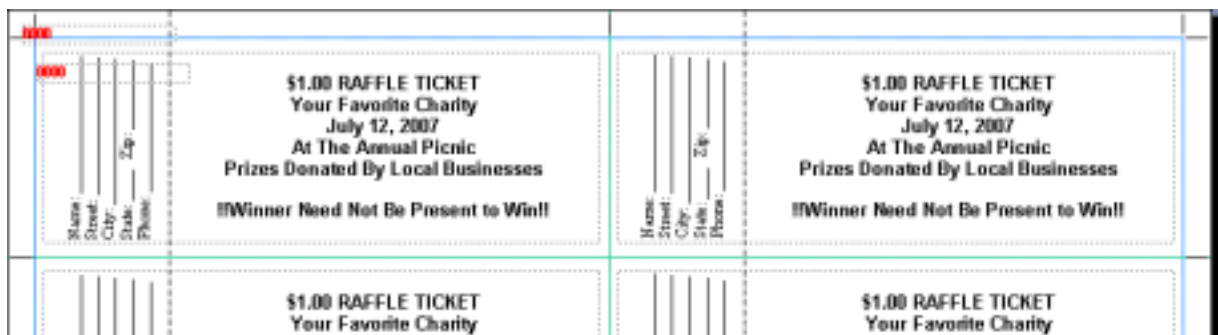 0000
0000
$1.00 RAFFLE TICKET
Your Favorite Charity
July 12, 2007
At The Annual Picnic
Prizes Donated By Local Businesses
!!Winner Need Not Be Present to Win!!
Name:
Street:
City:
State: Zip:
Phone:
$1.00 RAFFLE TICKET
Your Favorite Charity
July 12, 2007
At The Annual Picnic
Prizes Donated By Local Businesses
!!Winner Need Not Be Present to Win!!
Name:
Street:
City:
State: Zip:
Phone:
$1.00 RAFFLE TICKET
Your Favorite Charity
$1.00 RAFFLE TICKET
Your Favorite Charity